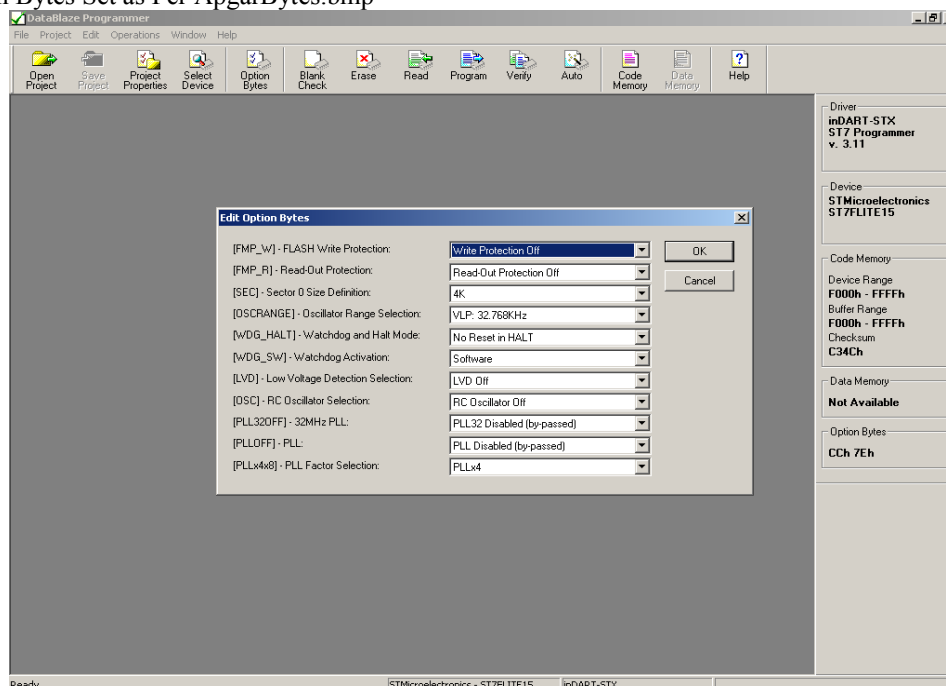 Bytes Set as Per ApgarBytes.bmp
DataBlaze Programmer
File Project Edit Operations Window Help
Open Project
Save Project
Project Properties
Select Device
Option Bytes
Blank Check
Erase
Read
Program
Verify
Auto
Code Memory
Data Memory
Help
Driver
inDART-STX
ST7 Programmer
v. 3.11
Device
STMicroelectronics
ST7FLITE15
Edit Option Bytes
[FMP_W] - FLASH Write Protection: Write Protection Off
OK
[FMP_R] - Read-Out Protection: Read-Out Protection Off
Cancel
[SEC] - Sector 0 Size Definition: 4K
[OSCRANGE] - Oscillator Range Selection: VLP: 32.768KHz
[WDG_HALT] - Watchdog and Halt Mode: No Reset in HALT
[WDG_SW] - Watchdog Activation: Software
[LVD] - Low Voltage Detection Selection: LVD Off
[OSC] - RC Oscillator Selection: RC Oscillator Off
[PLL32OFF] - 32MHz PLL: PLL32 Disabled (by-passed)
[PLLOFF] - PLL: PLL Disabled (by-passed)
[PLLx4x8] - PLL Factor Selection: PLLx4
Code Memory
Device Range
F000h - FFFFh
Buffer Range
F000h - FFFFh
Checksum
C34Ch
Data Memory
Not Available
Option Bytes
CCh 7Eh
Ready
STMicroelectronics - ST7FLITE15
inDART-STX